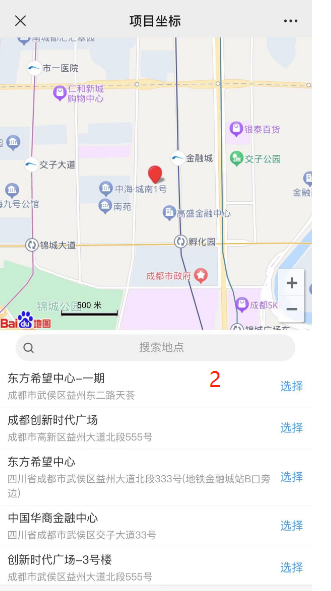 项目坐标
市一医院
仁和新城
购物中心
银泰百货
交子大道
金融城
交子公园
中海·城南1号
海九号公馆
南苑
高盛金融中心
锦城大道
孵化园
成都市政府
成都SK
锦城公园
500 米
Bai 地图
锦城广场东
搜索地点
东方希望中心-一期
2
成都市武侯区益州东二路天荟
选择
成都创新时代广场
成都市高新区益州大道北段555号
选择
东方希望中心
四川省成都市武侯区益州大道北段333号(地铁金融城站B口旁
边)
选择
中国华商金融中心
四川省成都市武侯区交子大道33号
选择
创新时代广场-3号楼
成都市武侯区益州大道北段555号
选择